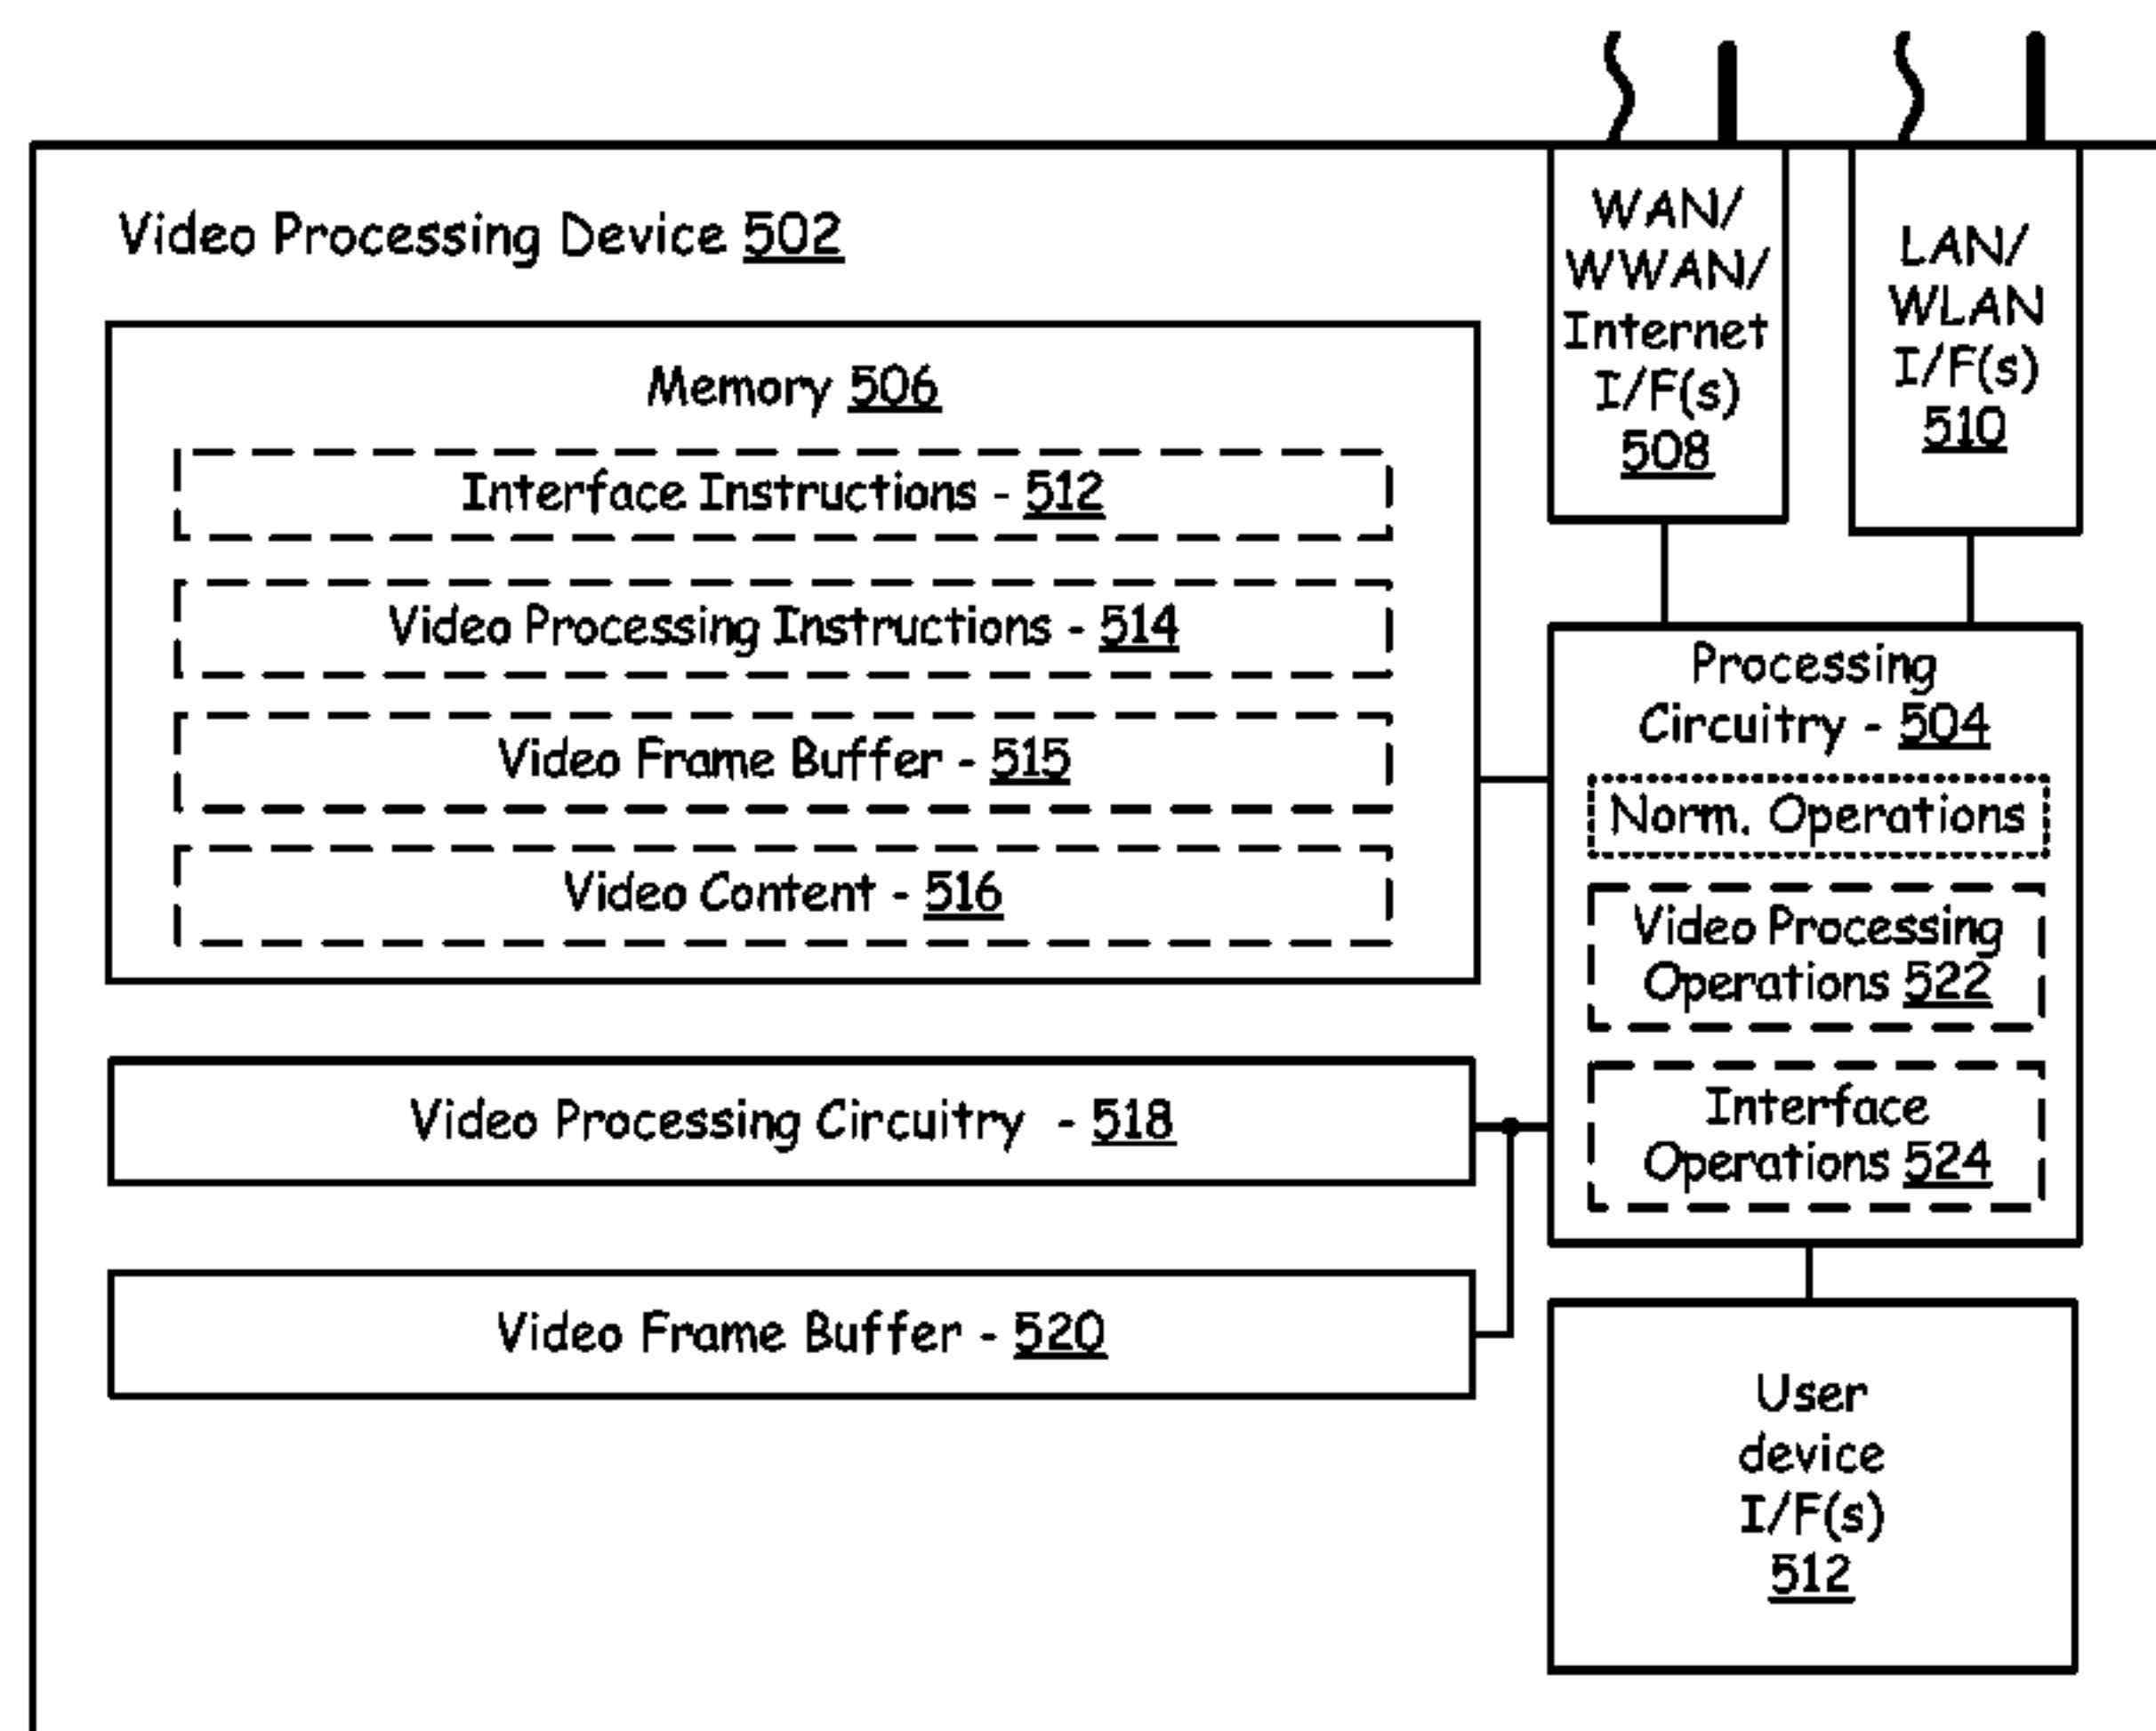 Video Processing Device 502
Memory 506
Interface Instructions - 512
Video Processing Instructions - 514
Video Frame Buffer - 515
Video Content - 516
Video Processing Circuitry - 518
Video Frame Buffer - 520
WAN/
WWAN/
Internet
I/F(s)
508
LAN/
WLAN
I/F(s)
510
Processing
Circuitry - 504
Norm. Operations
Video Processing
Operations 522
Interface
Operations 524
User
device
I/F(s)
512